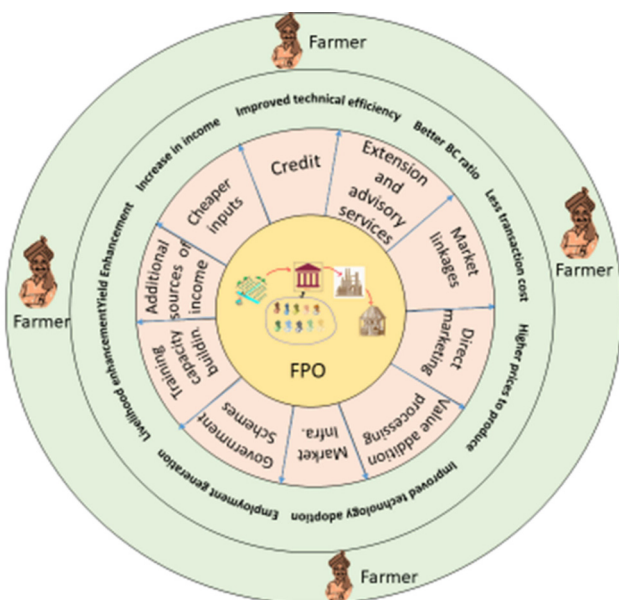 Farmer
Improved technical efficiency
Better BC ratio
Less transaction cost
Higher prices to produce
Improved technology adoption
Employment generation
Livelihood enhancement
Yield Enhancement
Increase in income
Credit
Extension
and
advisory
services
Market
linkages
Direct
marketing
Value addition
processing
Market
Infra.
Government
Schemes
Training
capacity
buildin
Additional
sources of
income
Cheaper
inputs
FPO
Farmer
Farmer
Farmer